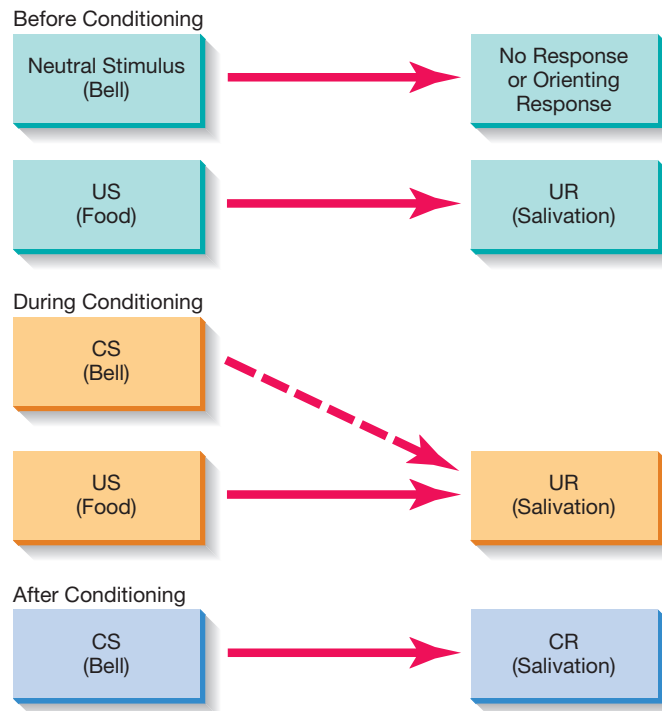 Before Conditioning
Neutral Stimulus
(Bell)
No Response
or Orienting
Response
US
(Food)
UR
(Salivation)
During Conditioning
CS
(Bell)
US
(Food)
UR
(Salivation)
After Conditioning
CS
(Bell)
CR
(Salivation)